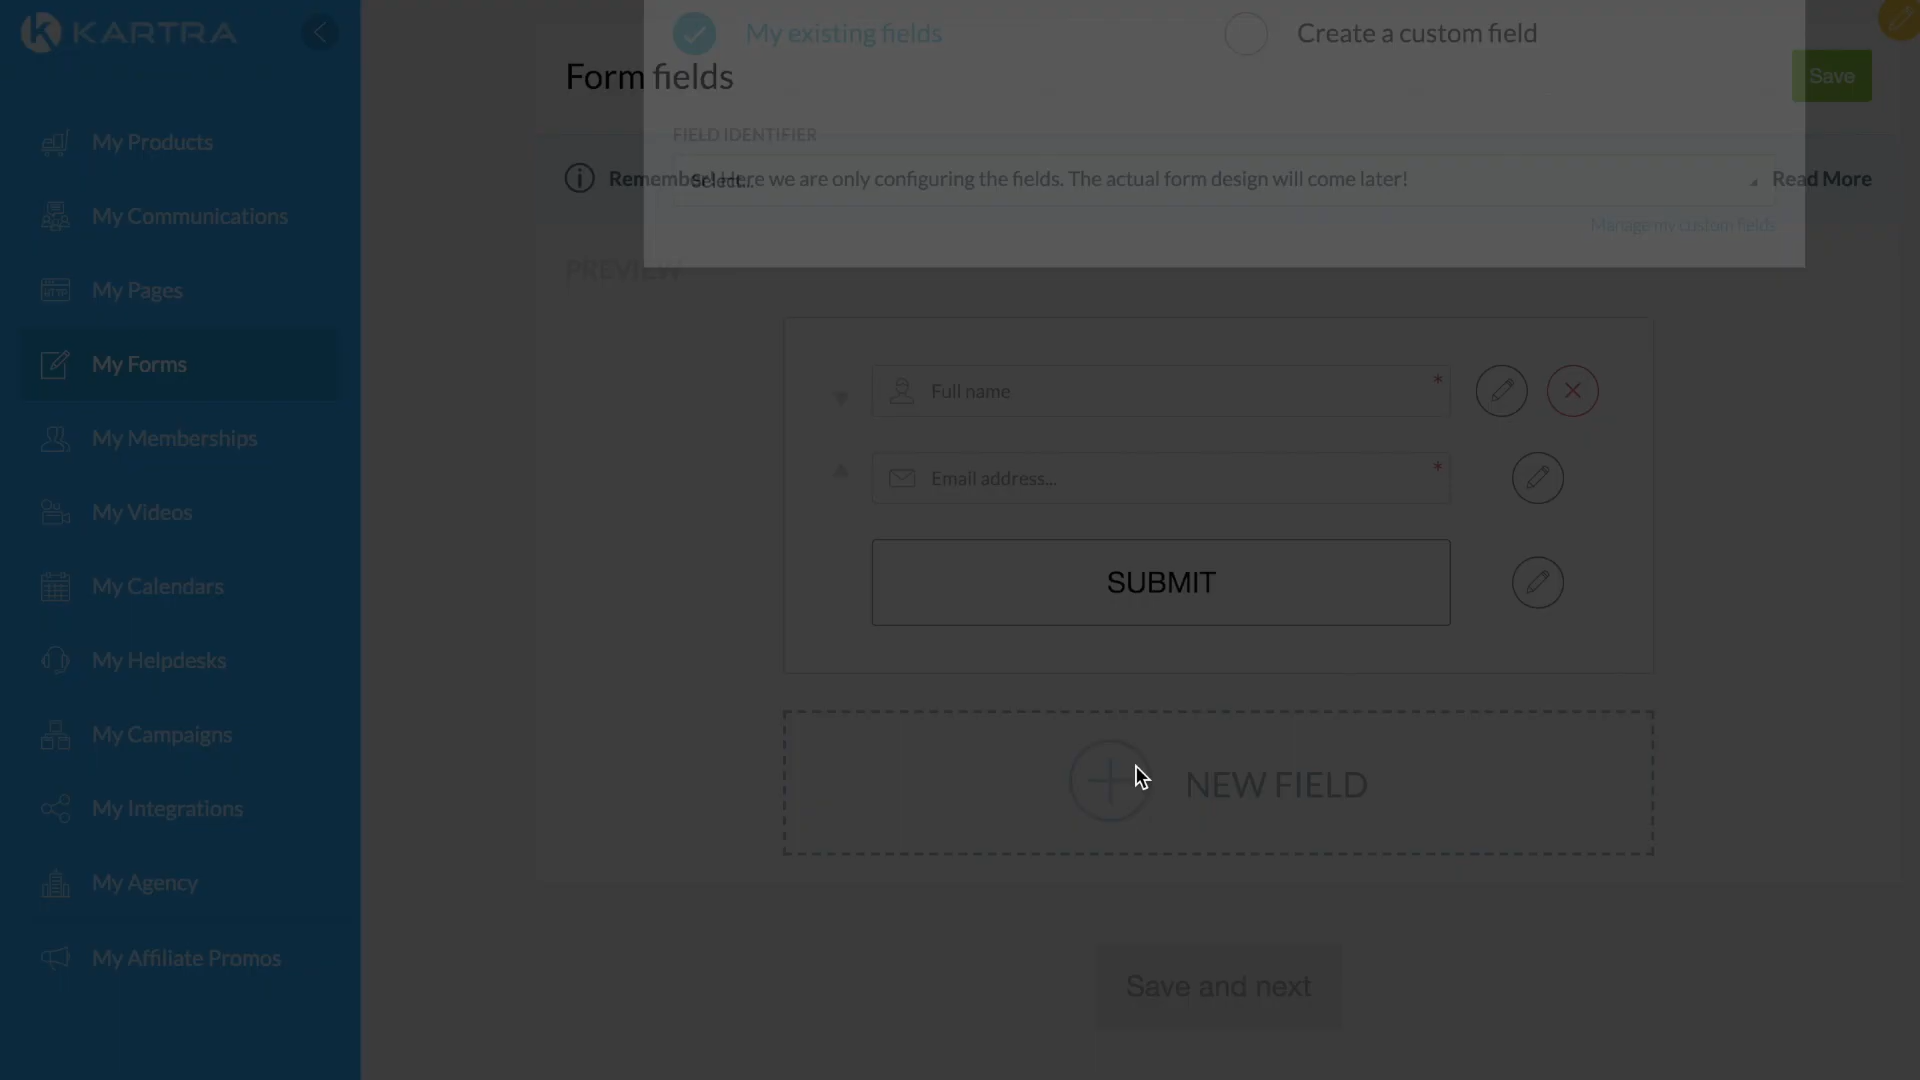 KARTRA
My existing fields
Create a custom field
Form fields
Save
My Products
FIELD IDENTIFIER
Remember! Here we are only configuring the fields. The actual form design will come later!
Select...
Read More
My Communications
Manage my custom fields
PREVIEW
My Pages
My Forms
Full name
*
My Memberships
Email address...
*
My Videos
SUBMIT
My Calendars
My Helpdesks
My Campaigns
NEW FIELD
My Integrations
My Agency
My Affiliate Promos
Save and next